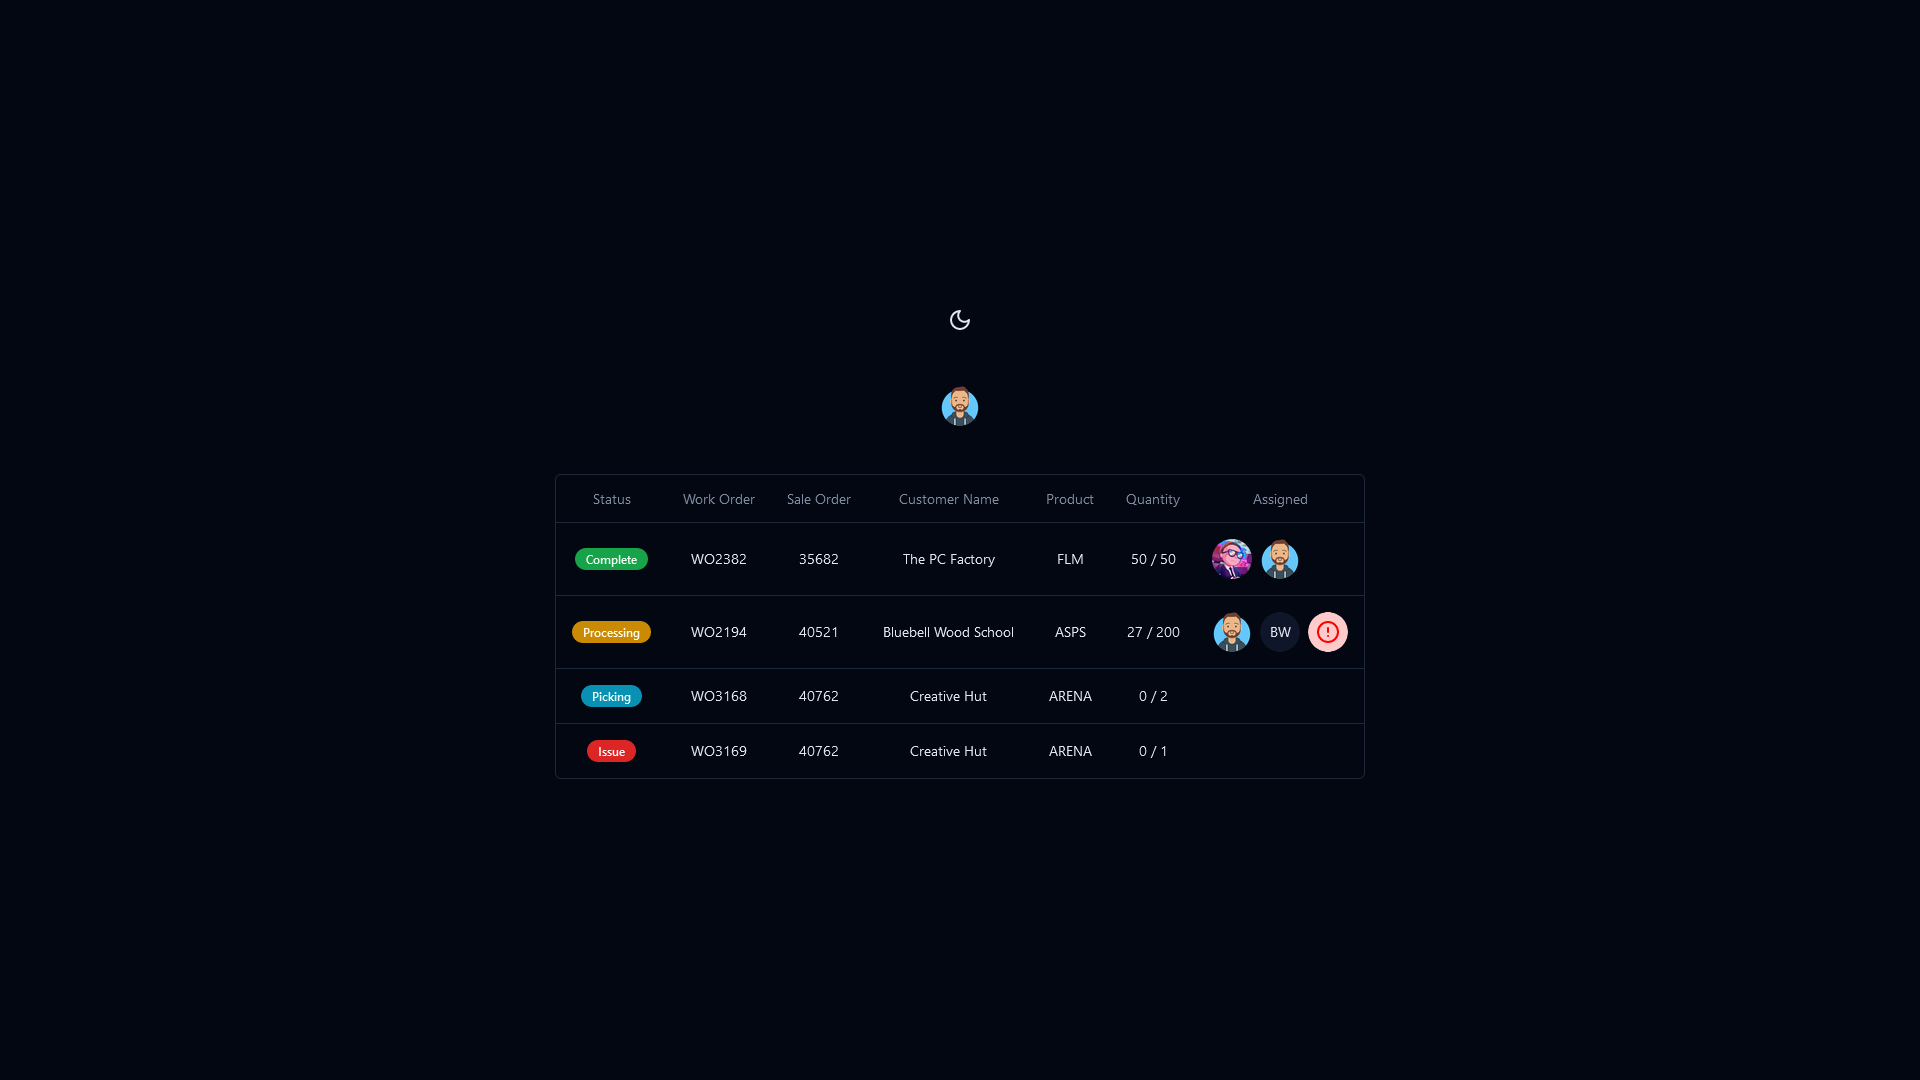 Status Work Order Sale Order Customer Name Product Quantity Assigned
Complete WO2382 35682 The PC Factory FLM 50 / 50
Processing WO2194 40521 Bluebell Wood School ASPS 27 / 200 BW
Picking WO3168 40762 Creative Hut ARENA 0 / 2
Issue WO3169 40762 Creative Hut ARENA 0 / 1